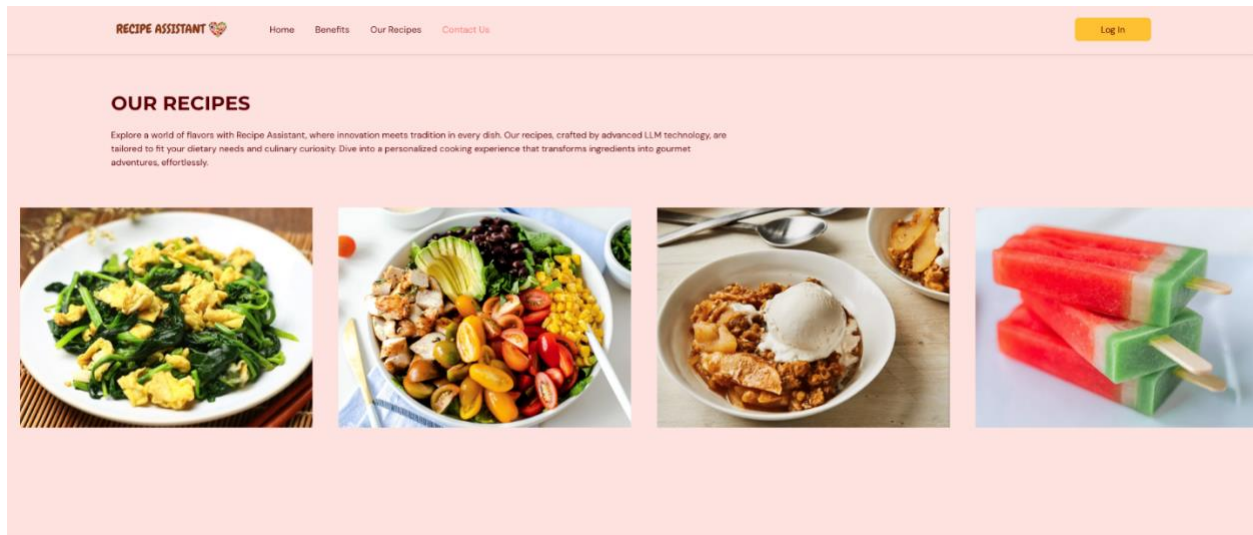 RECIPE ASSISTANT
Home Benefits Our Recipes Contact Us
Log In
OUR RECIPES
Explore a world of flavors with Recipe Assistant, where innovation meets tradition in every dish. Our recipes, crafted by advanced LLM technology, are
tailored to fit your dietary needs and culinary curiosity. Dive into a personalized cooking experience that transforms ingredients into gourmet
adventures, effortlessly.